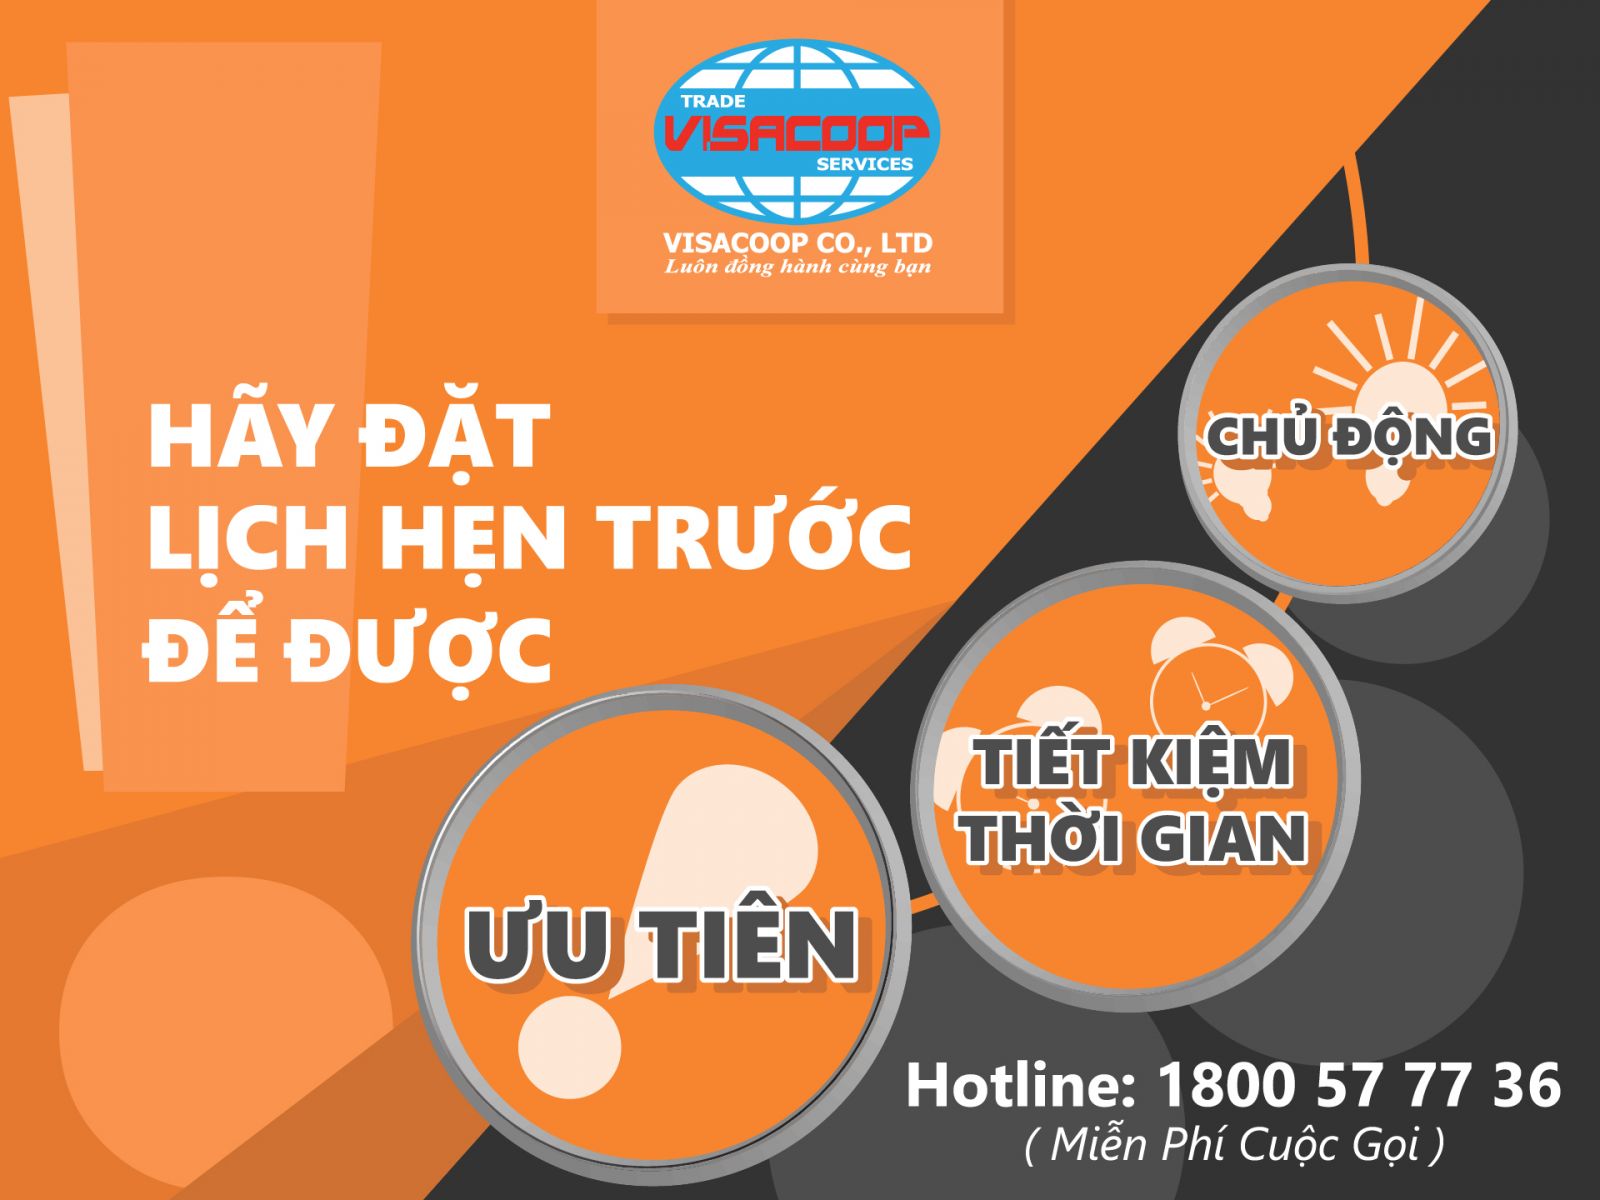 TRADE
VISACOOP
SERVICES
VISACOOP CO., LTD
Luôn đồng hành cùng bạn
HÃY ĐẶT
LỊCH HẸN TRƯỚC
ĐỂ ĐƯỢC
CHỦ ĐỘNG
TIẾT KIỆM
THỜI GIAN
ƯU TIÊN
Hotline: 1800 57 77 36
( Miễn Phí Cuộc Gọi )